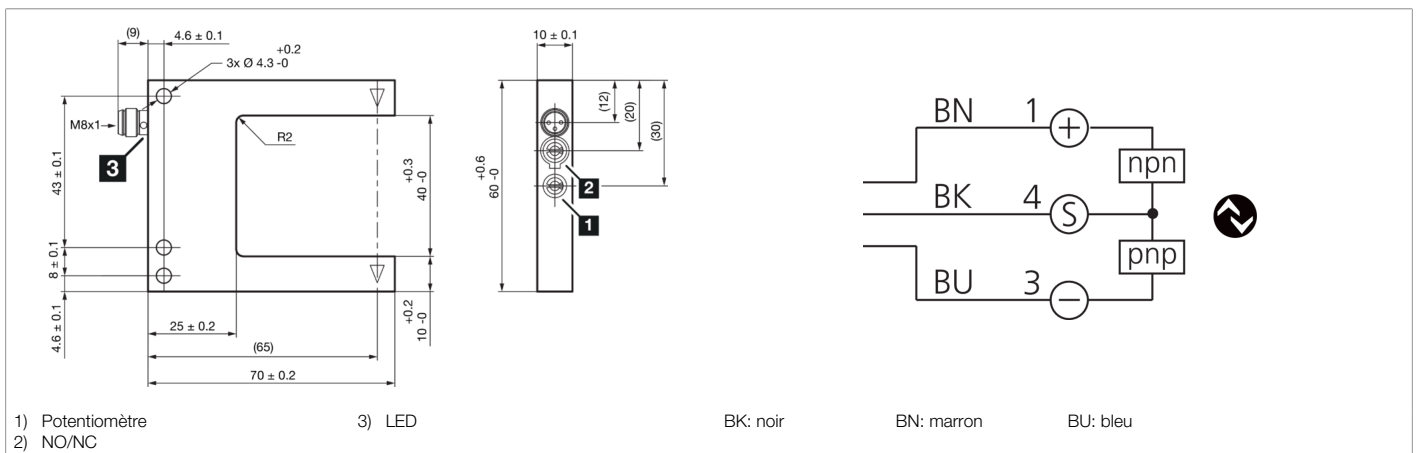 (9)
4.6 ± 0.1
+0.2
3x Ø 4.3 -0
M8x1
3
R2
43 ± 0.1
8 ± 0.1
4.6 ± 0.1
+0.3
40 -0
+0.2
10 -0
25 ± 0.2
(65)
70 ± 0.2
10 ± 0.1
(12)
(20)
(30)
+0.6
60 -0
2
1
BN 1 +
npn
BK 4 S
pnp
BU 3 −
1) Potentiomètre 3) LED BK: noir BN: marron BU: bleu
2) NO/NC